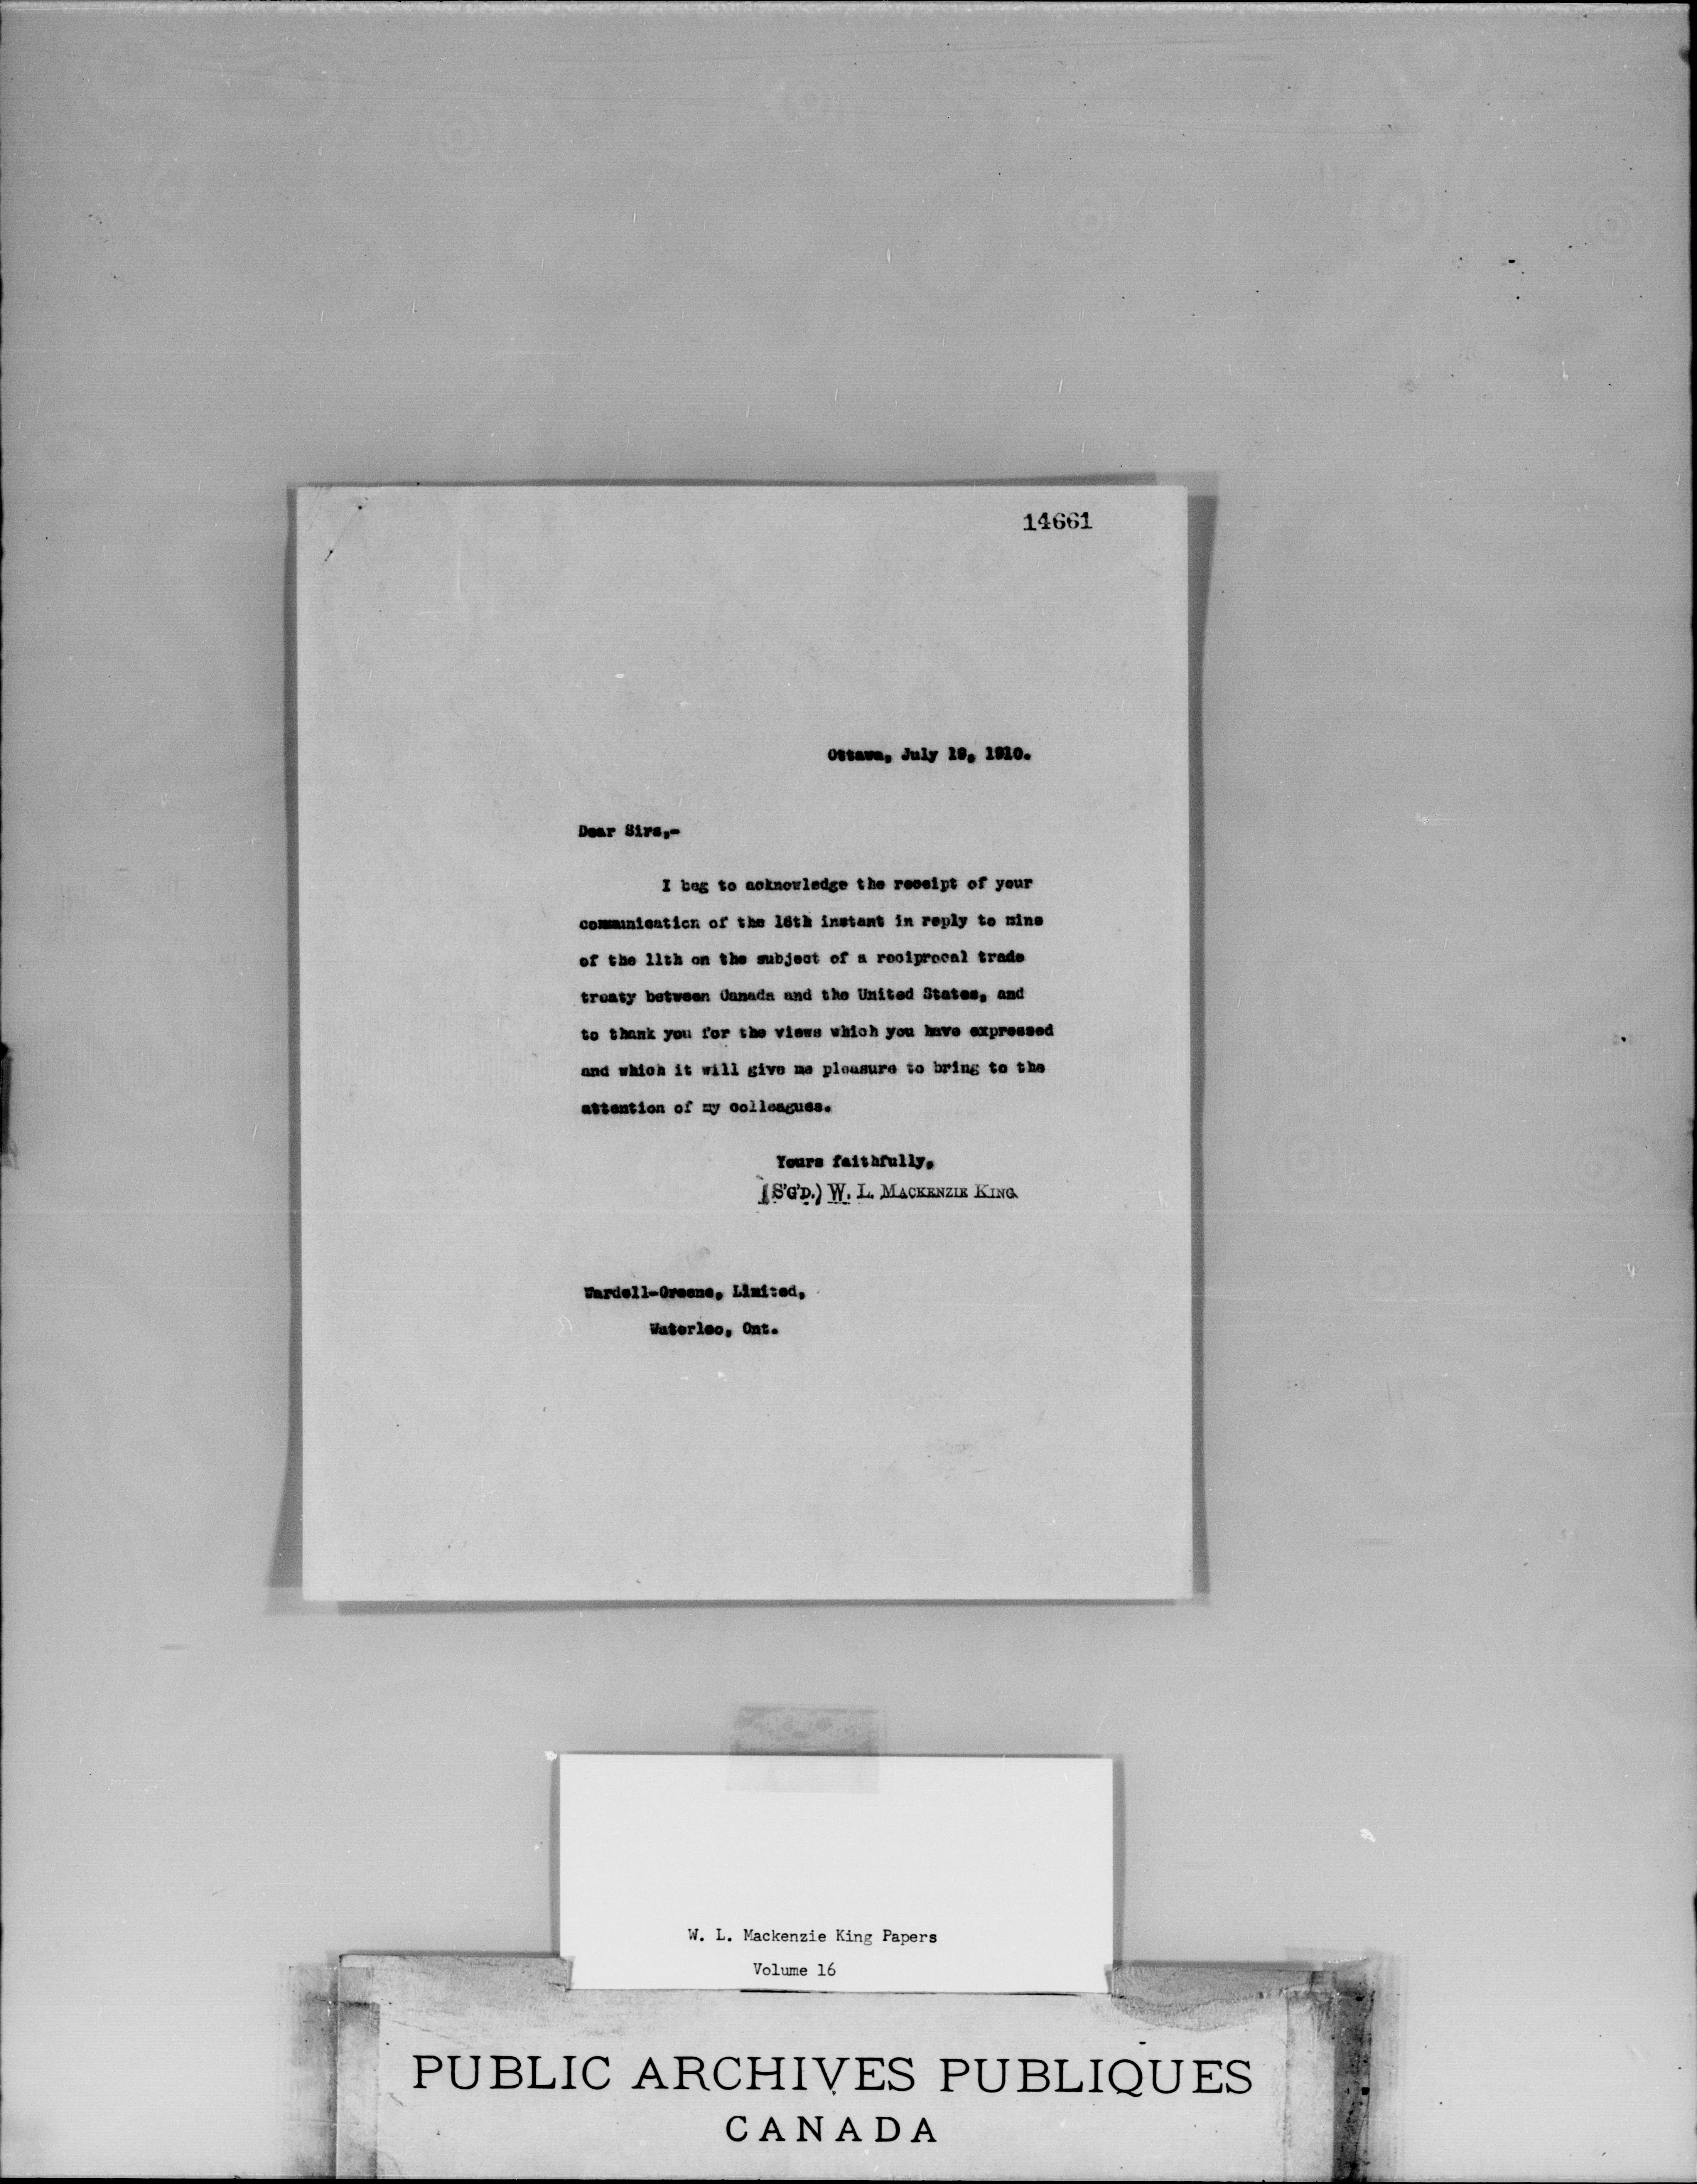 14661
Ottawa, July 19, 1910.
Dear Sirs,-
I beg to acknowledge the receipt of your
communication of the 18th instant in reply to mine
of the 11th on the subject of a reciprocal trade
treaty between Canada and the United States, and
to thank you for the views which you have expressed
and which it will give me pleasure to bring to the
attention of my colleagues.
Yours faithfully,
(S'G'D.) W. L. MACKENZIE KING
Wardell-Greene, Limited,
Waterloo, Ont.
W. L. Mackenzie King Papers
Volume 16
PUBLIC ARCHIVES PUBLIQUES
CANADA